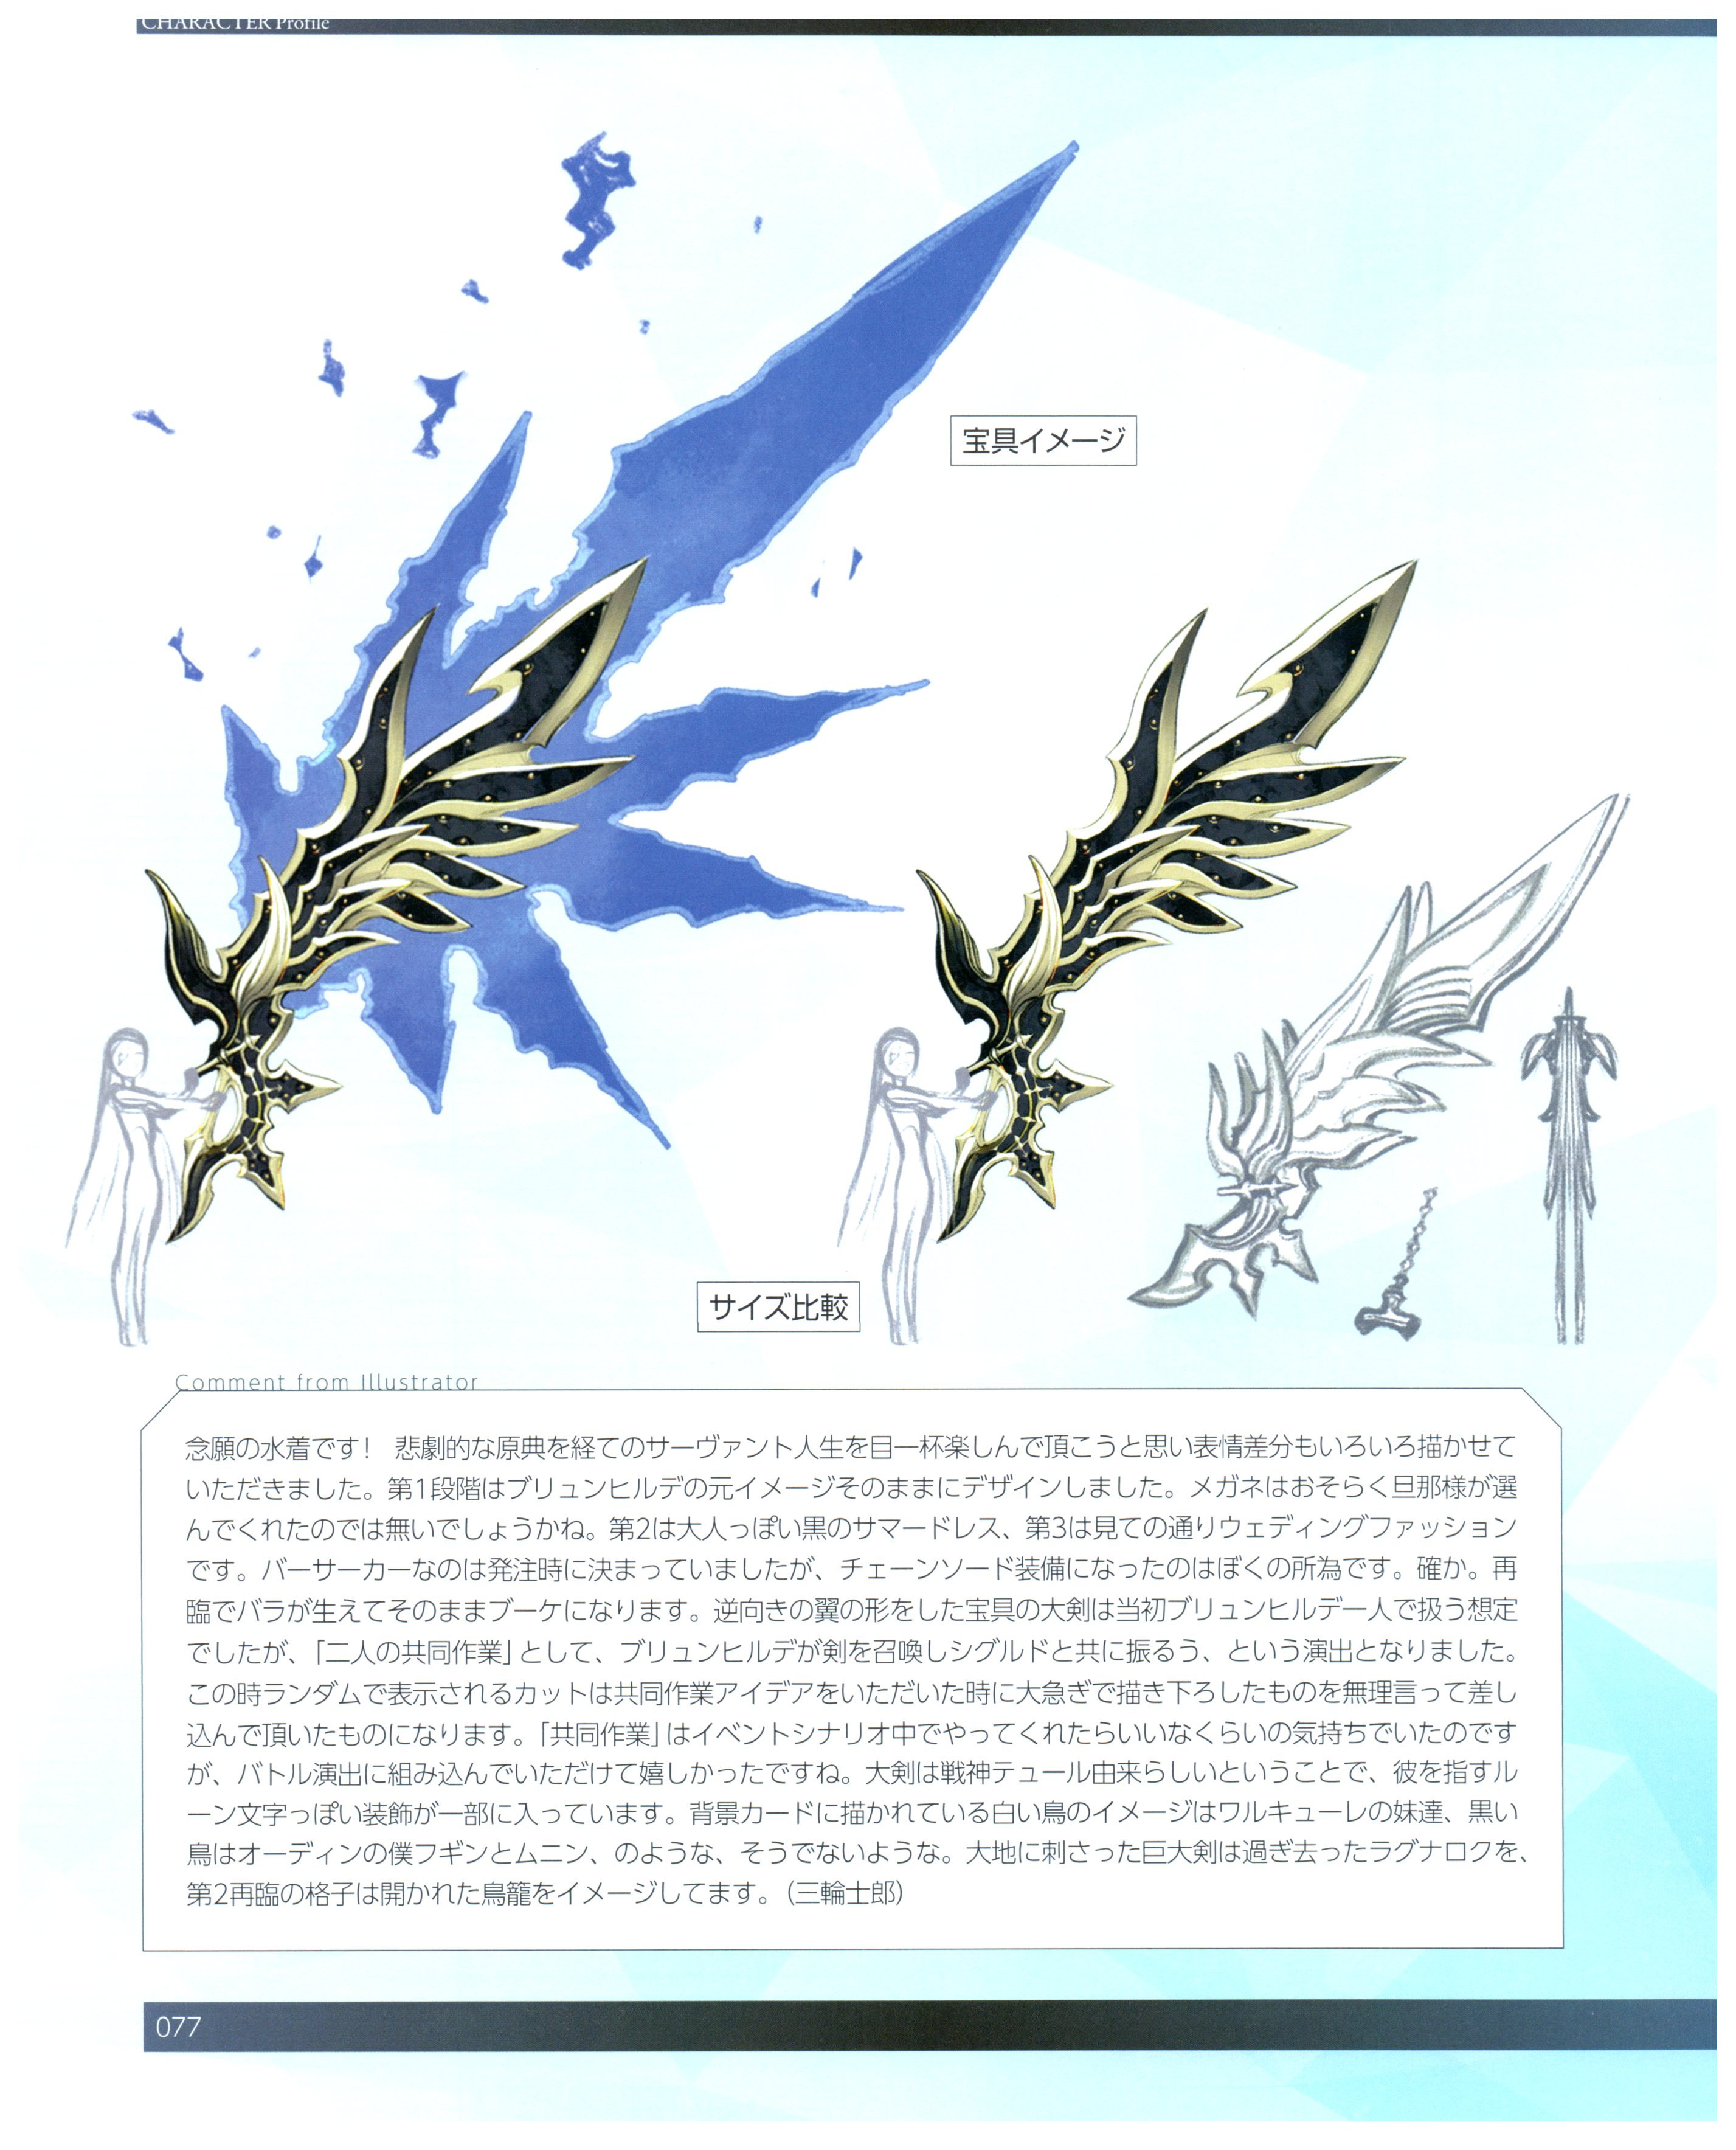 CHARACTER Profile
宝具イメージ
サイズ比較
Comment from Illustrator
念願の水着です！　悲劇的な原典を経てのサーヴァント人生を目一杯楽しんで頂こうと思い表情差分もいろいろ描かせて
いただきました。第1段階はブリュンヒルデの元イメージそのままにデザインしました。メガネはおそらく旦那様が選
んでくれたのでは無いでしょうかね。第2は大人っぽい黒のサマードレス、第3は見ての通りウェディングファッション
です。バーサーカーなのは発注時に決まっていましたが、チェーンソード装備になったのはぼくの所為です。確か。再
臨でバラが生えてそのままブーケになります。逆向きの翼の形をした宝具の大剣は当初ブリュンヒルデ一人で扱う想定
でしたが、「二人の共同作業」として、ブリュンヒルデが剣を召喚しシグルドと共に振るう、という演出となりました。
この時ランダムで表示されるカットは共同作業アイデアをいただいた時に大急ぎで描き下ろしたものを無理言って差し
込んで頂いたものになります。「共同作業」はイベントシナリオ中でやってくれたらいいなくらいの気持ちでいたのです
が、バトル演出に組み込んでいただけて嬉しかったですね。大剣は戦神テュール由来らしいということで、彼を指すル
ーン文字っぽい装飾が一部に入っています。背景カードに描かれている白い鳥のイメージはワルキューレの妹達、黒い
鳥はオーディンの僕フギンとムニン、のような、そうでないような。大地に刺さった巨大剣は過ぎ去ったラグナロクを、
第2再臨の格子は開かれた鳥籠をイメージしてます。（三輪士郎）
077